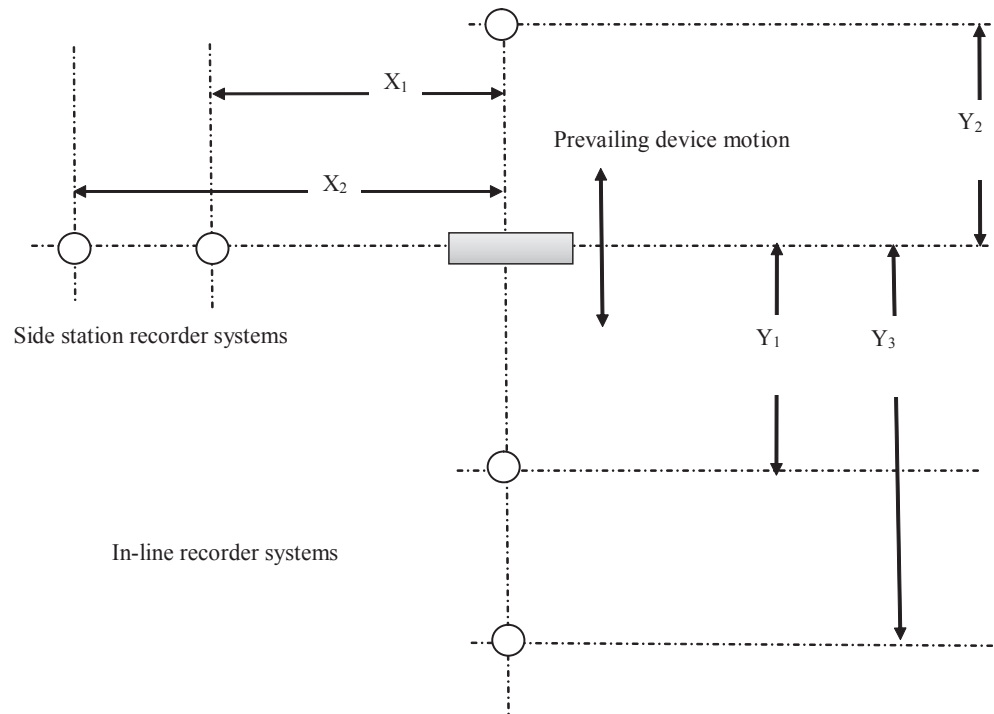 X₁
Y₂
Prevailing device motion
X₂
Side station recorder systems
Y₁
Y₃
In-line recorder systems